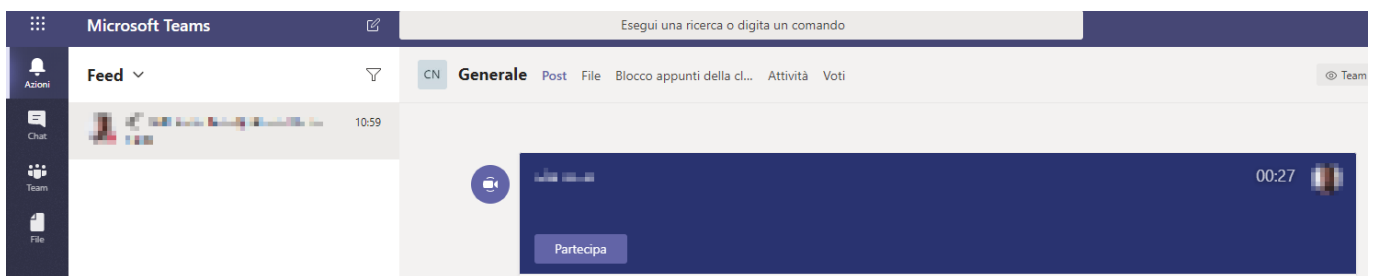 Microsoft Teams
Esegui una ricerca o digita un comando
Azioni
Chat
Team
File
Feed
10:59
CN Generale Post File Blocco appunti della cl... Attività Voti
Team
00:27
Partecipa